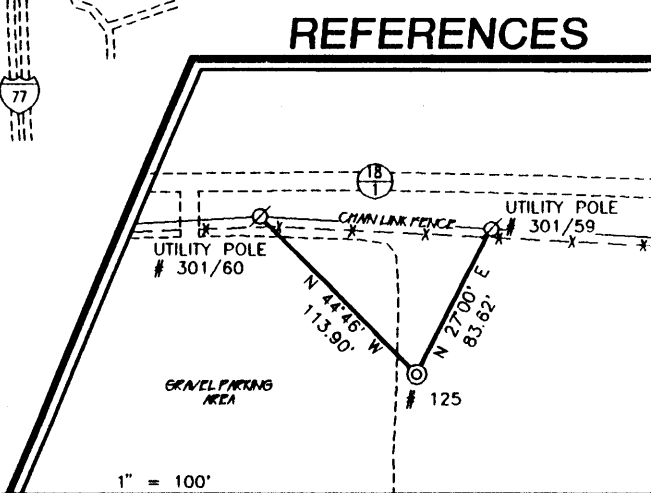 REFERENCES
77
18
1
CHAIN LINK FENCE
UTILITY POLE
# 301/59
UTILITY POLE
# 301/60
N 44°46' W
113.90'
N 27°00' E
83.62'
GRAVEL PARKING
AREA
# 125
1" = 100'